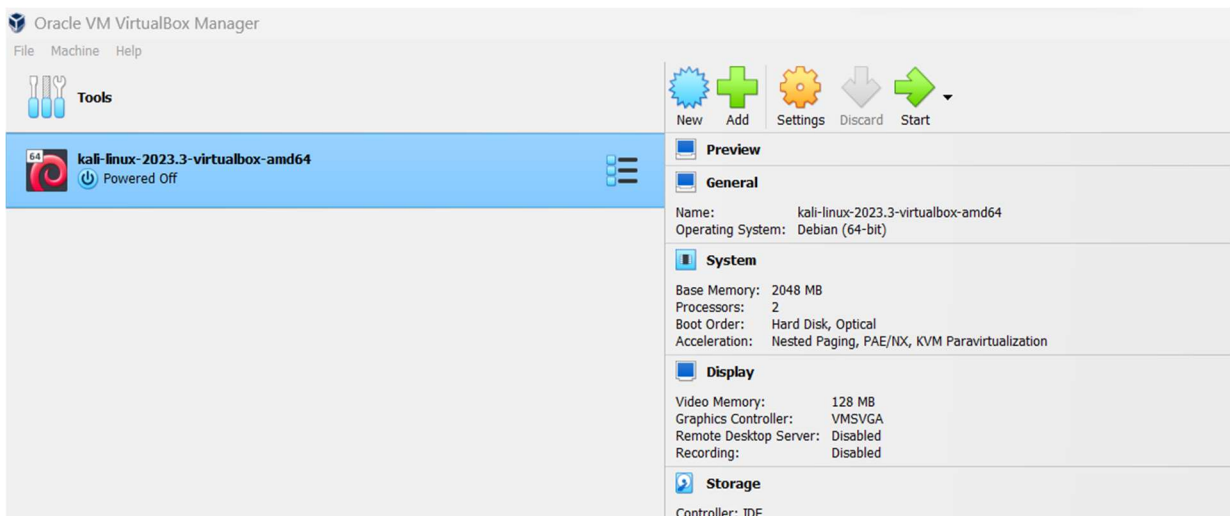 Oracle VM VirtualBox Manager
File Machine Help
Tools
64
kali-linux-2023.3-virtualbox-amd64
Powered Off
New Add Settings Discard Start
Preview
General
Name: kali-linux-2023.3-virtualbox-amd64
Operating System: Debian (64-bit)
System
Base Memory: 2048 MB
Processors: 2
Boot Order: Hard Disk, Optical
Acceleration: Nested Paging, PAE/NX, KVM Paravirtualization
Display
Video Memory: 128 MB
Graphics Controller: VMSVGA
Remote Desktop Server: Disabled
Recording: Disabled
Storage
Controller: IDE